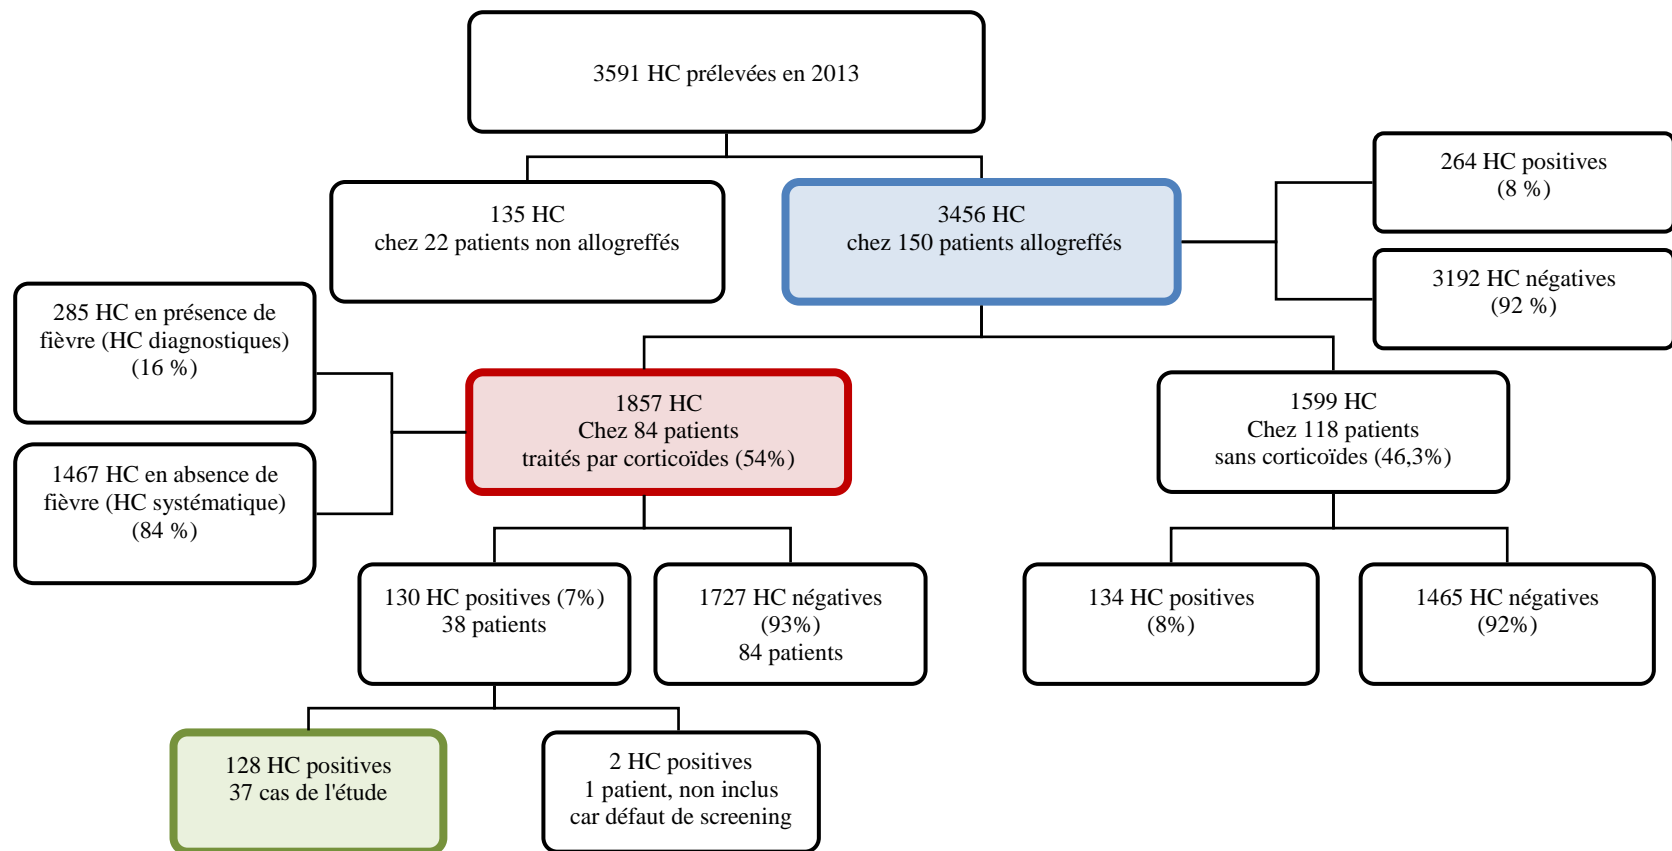 3591 HC prélevées en 2013
264 HC positives
(8 %)
135 HC
chez 22 patients non allogreffés
3456 HC
chez 150 patients allogreffés
3192 HC négatives
(92 %)
285 HC en présence de
fièvre (HC diagnostiques)
(16 %)
1467 HC en absence de
fièvre (HC systématique)
(84 %)
1857 HC
Chez 84 patients
traités par corticoïdes (54%)
1599 HC
Chez 118 patients
sans corticoïdes (46,3%)
130 HC positives (7%)
38 patients
1727 HC négatives
(93%)
84 patients
134 HC positives
(8%)
1465 HC négatives
(92%)
128 HC positives
37 cas de l'étude
2 HC positives
1 patient, non inclus
car défaut de screening